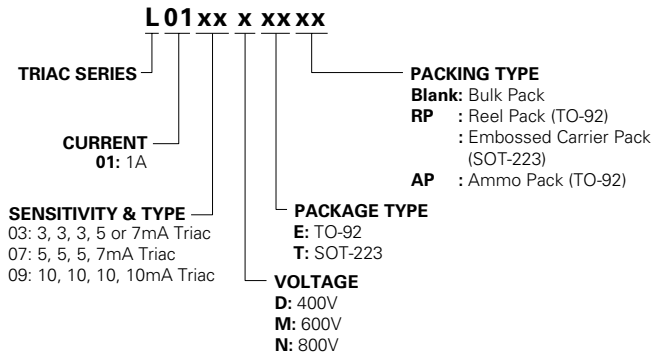 L 01 xx x xx xx
TRIAC SERIES
CURRENT
01: 1A
SENSITIVITY & TYPE
03: 3, 3, 3, 5 or 7mA Triac
07: 5, 5, 5, 7mA Triac
09: 10, 10, 10, 10mA Triac
VOLTAGE
D: 400V
M: 600V
N: 800V
PACKAGE TYPE
E: TO-92
T: SOT-223
PACKING TYPE
Blank: Bulk Pack
RP : Reel Pack (TO-92)
: Embossed Carrier Pack
(SOT-223)
AP : Ammo Pack (TO-92)